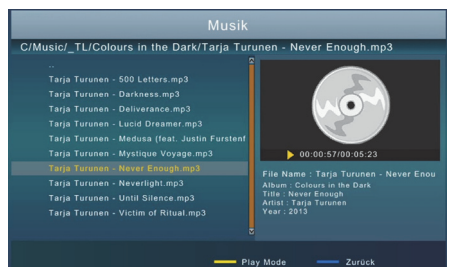 Musik
C/Music/_TL/Colours in the Dark/Tarja Turunen - Never Enough.mp3
..
Tarja Turunen - 500 Letters.mp3
Tarja Turunen - Darkness.mp3
Tarja Turunen - Deliverance.mp3
Tarja Turunen - Lucid Dreamer.mp3
Tarja Turunen - Medusa (feat. Justin Furstenf
Tarja Turunen - Mystique Voyage.mp3
Tarja Turunen - Never Enough.mp3
Tarja Turunen - Neverlight.mp3
Tarja Turunen - Until Silence.mp3
Tarja Turunen - Victim of Ritual.mp3
00:00:57/00:05:23
File Name : Tarja Turunen - Never Enou
Album : Colours in the Dark
Title : Never Enough
Artist : Tarja Turunen
Year : 2013
Play Mode
Zurück